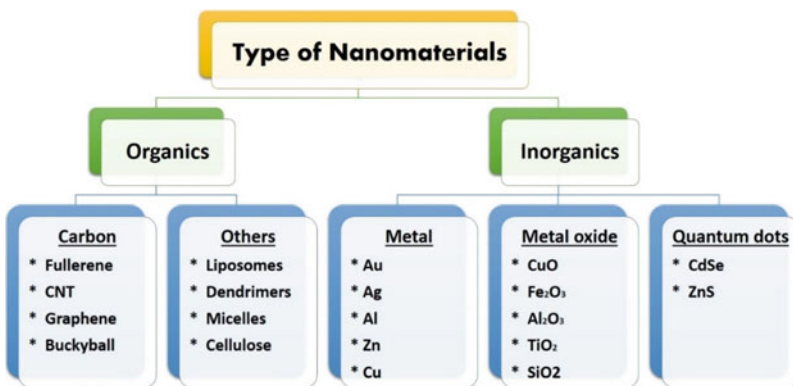 Type of Nanomaterials
Organics
Inorganics
Carbon
* Fullerene
* CNT
* Graphene
* Buckyball
Others
* Liposomes
* Dendrimers
* Micelles
* Cellulose
Metal
* Au
* Ag
* Al
* Zn
* Cu
Metal oxide
* CuO
* Fe₂O₃
* Al₂O₃
* TiO₂
* SiO2
Quantum dots
* CdSe
* ZnS